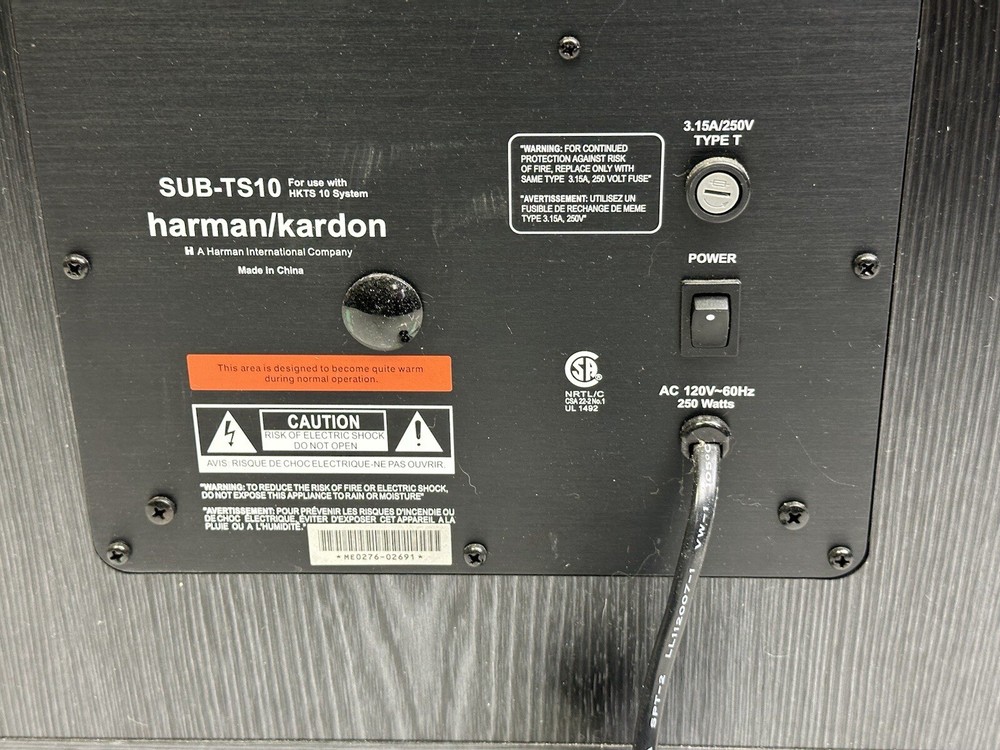 3.15A/250V
TYPE T
"WARNING: FOR CONTINUED
PROTECTION AGAINST RISK
OF FIRE, REPLACE ONLY WITH
SAME TYPE 3.15A, 250 VOLT FUSE"
"AVERTISSEMENT: UTILISEZ UN
FUSIBLE DE RECHANGE DE MEME
TYPE 3.15A, 250V"
SUB-TS10 For use with
HKTS 10 System
harman/kardon
H A Harman International Company
Made in China
POWER
This area is designed to become quite warm
during normal operation.
SA
NRTL/C
CSA 22-2 No.1
UL 1492
AC 120V~60Hz
250 Watts
CAUTION
RISK OF ELECTRIC SHOCK
DO NOT OPEN
AVIS: RISQUE DE CHOC ELECTRIQUE-NE PAS OUVRIR.
"WARNING: TO REDUCE THE RISK OF FIRE OR ELECTRIC SHOCK,
DO NOT EXPOSE THIS APPLIANCE TO RAIN OR MOISTURE"
"AVERTISSEMENT: POUR PRÉVENIR LES RISQUES D'INCENDIE OU
DE CHOC ÉLECTRIQUE, ÉVITER D'EXPOSER CET APPAREIL A LA
PLUIE OU A L'HUMIDITÉ."
*ME0276-02691*
SPT-2 LL112007-1 VW-1 105°C